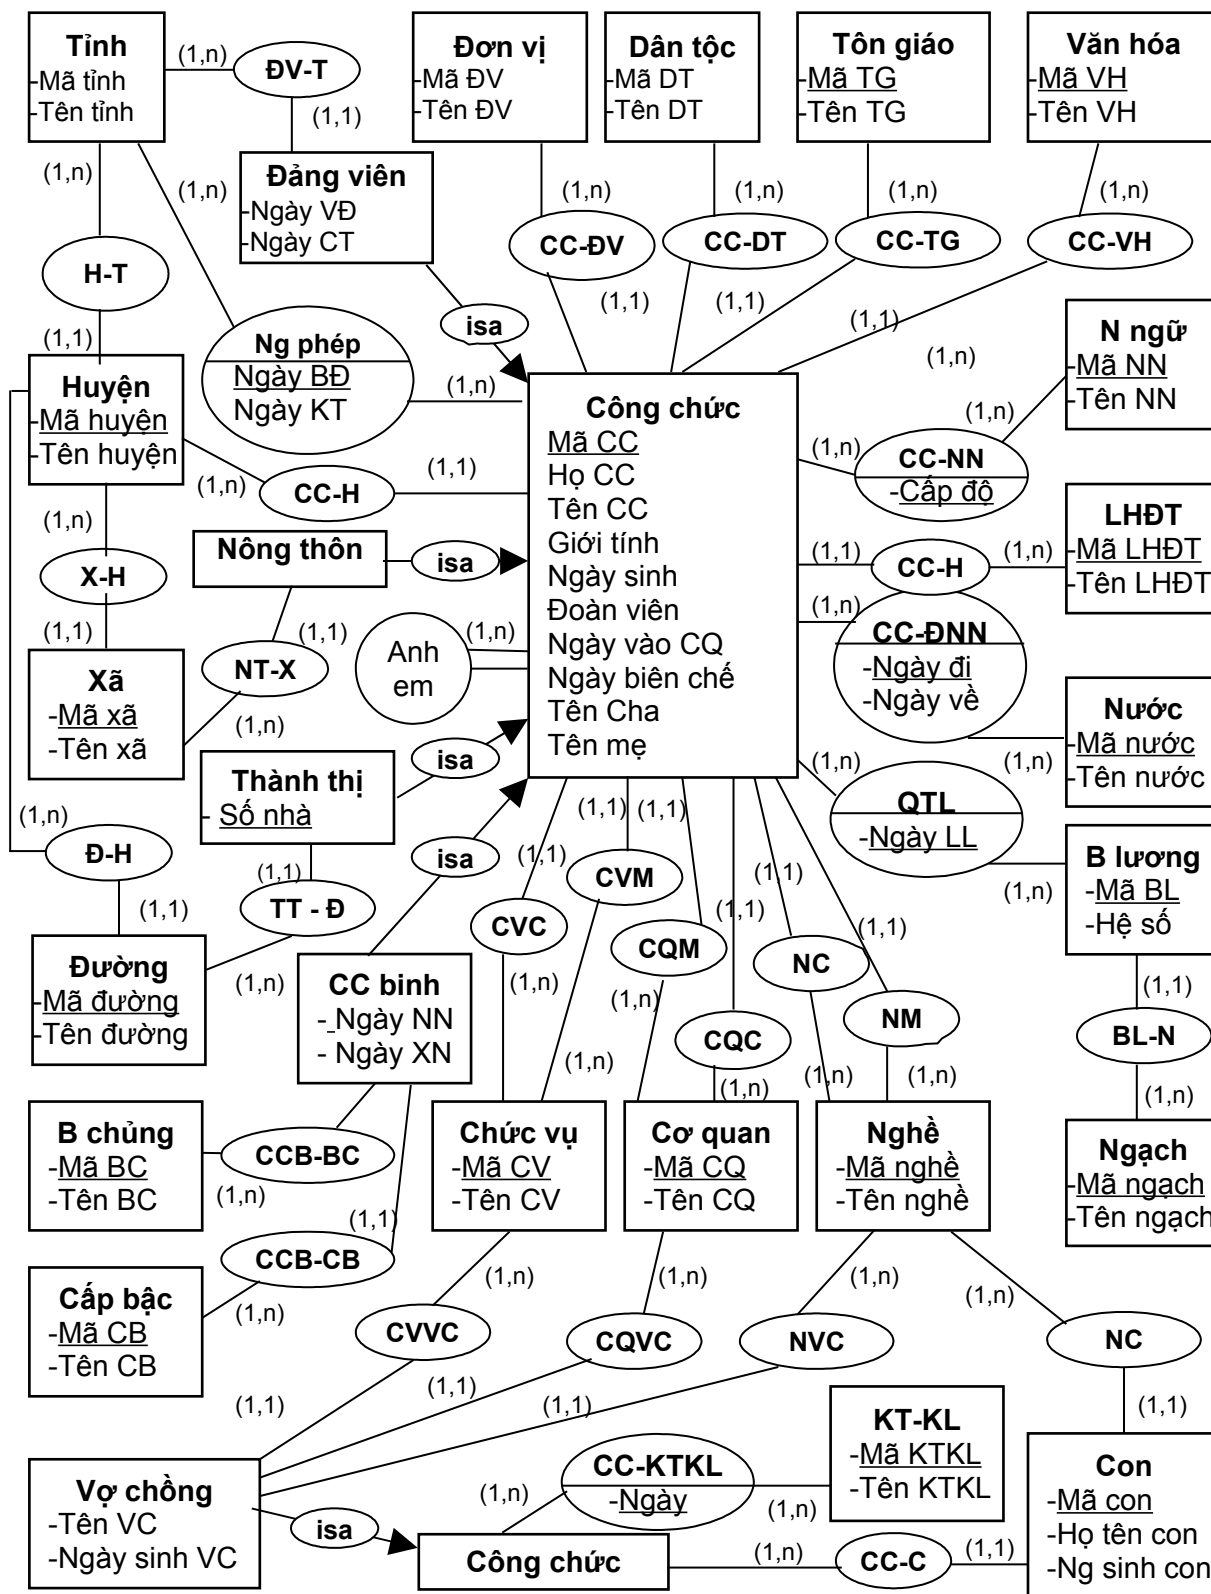 Tỉnh
-Mã tỉnh
-Tên tỉnh
(1,n)
ĐV-T
(1,1)
Đơn vị
-Mã ĐV
-Tên ĐV
Dân tộc
-Mã DT
-Tên DT
Tôn giáo
-Mã TG
-Tên TG
Văn hóa
-Mã VH
-Tên VH
(1,n)
(1,n)
Đảng viên
-Ngày VĐ
-Ngày CT
(1,n)
(1,n)
(1,n)
(1,n)
H-T
CC-ĐV
CC-DT
CC-TG
CC-VH
(1,1)
(1,1)
(1,1)
(1,1)
isa
Ng phép
Ngày BĐ
Ngày KT
(1,n)
(1,n)
N ngữ
-Mã NN
-Tên NN
Huyện
-Mã huyện
-Tên huyện
Công chức
Mã CC
Họ CC
Tên CC
Giới tính
Ngày sinh
Đoàn viên
Ngày vào CQ
Ngày biên chế
Tên Cha
Tên mẹ
(1,n)
(1,n)
CC-NN
-Cấp độ
(1,n)
CC-H
(1,1)
(1,n)
Nông thôn
isa
LHĐT
-Mã LHĐT
-Tên LHĐT
(1,1)
CC-H
(1,n)
X-H
(1,1)
(1,1)
(1,n)
Anh
em
(1,n)
CC-ĐNN
-Ngày đi
-Ngày về
NT-X
(1,n)
Xã
-Mã xã
-Tên xã
Nước
-Mã nước
-Tên nước
(1,n)
(1,n)
isa
Thành thị
- Số nhà
QTL
-Ngày LL
(1,n)
(1,n)
Đ-H
(1,1)
isa
(1,1)
(1,1)
(1,1)
CVM
(1,1)
B lương
-Mã BL
-Hệ số
(1,1)
TT - Đ
CVC
CQM
(1,1)
NC
(1,1)
Đường
-Mã đường
-Tên đường
(1,n)
CC binh
- Ngày NN
- Ngày XN
(1,n)
(1,n)
CQC
NM
(1,1)
BL-N
(1,n)
(1,n)
(1,n)
(1,n)
(1,n)
B chủng
-Mã BC
-Tên BC
CCB-BC
(1,n)
Chức vụ
-Mã CV
-Tên CV
Cơ quan
-Mã CQ
-Tên CQ
Nghề
-Mã nghề
-Tên nghề
Ngạch
-Mã ngạch
-Tên ngạch
(1,1)
CCB-CB
(1,n)
Cấp bậc
-Mã CB
-Tên CB
(1,n)
(1,n)
(1,n)
(1,n)
CVVC
CQVC
NVC
NC
(1,1)
(1,1)
(1,1)
(1,1)
KT-KL
-Mã KTKL
-Tên KTKL
CC-KTKL
-Ngày
(1,n)
(1,n)
Con
-Mã con
-Họ tên con
-Ng sinh con
Vợ chồng
-Tên VC
-Ngày sinh VC
isa
Công chức
(1,n)
CC-C
(1,1)